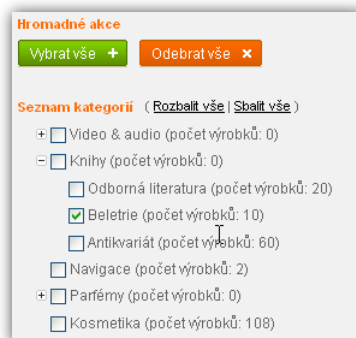 Hromadné akce
Vybrat vše + Odebrat vše ×
Seznam kategorií ( Rozbalit vše | Sbalit vše )
Video & audio (počet výrobků: 0)
Knihy (počet výrobků: 0)
Odborná literatura (počet výrobků: 20)
Beletrie (počet výrobků: 10)
Antikvariát (počet výrobků: 60)
Navigace (počet výrobků: 2)
Parfémy (počet výrobků: 0)
Kosmetika (počet výrobků: 108)